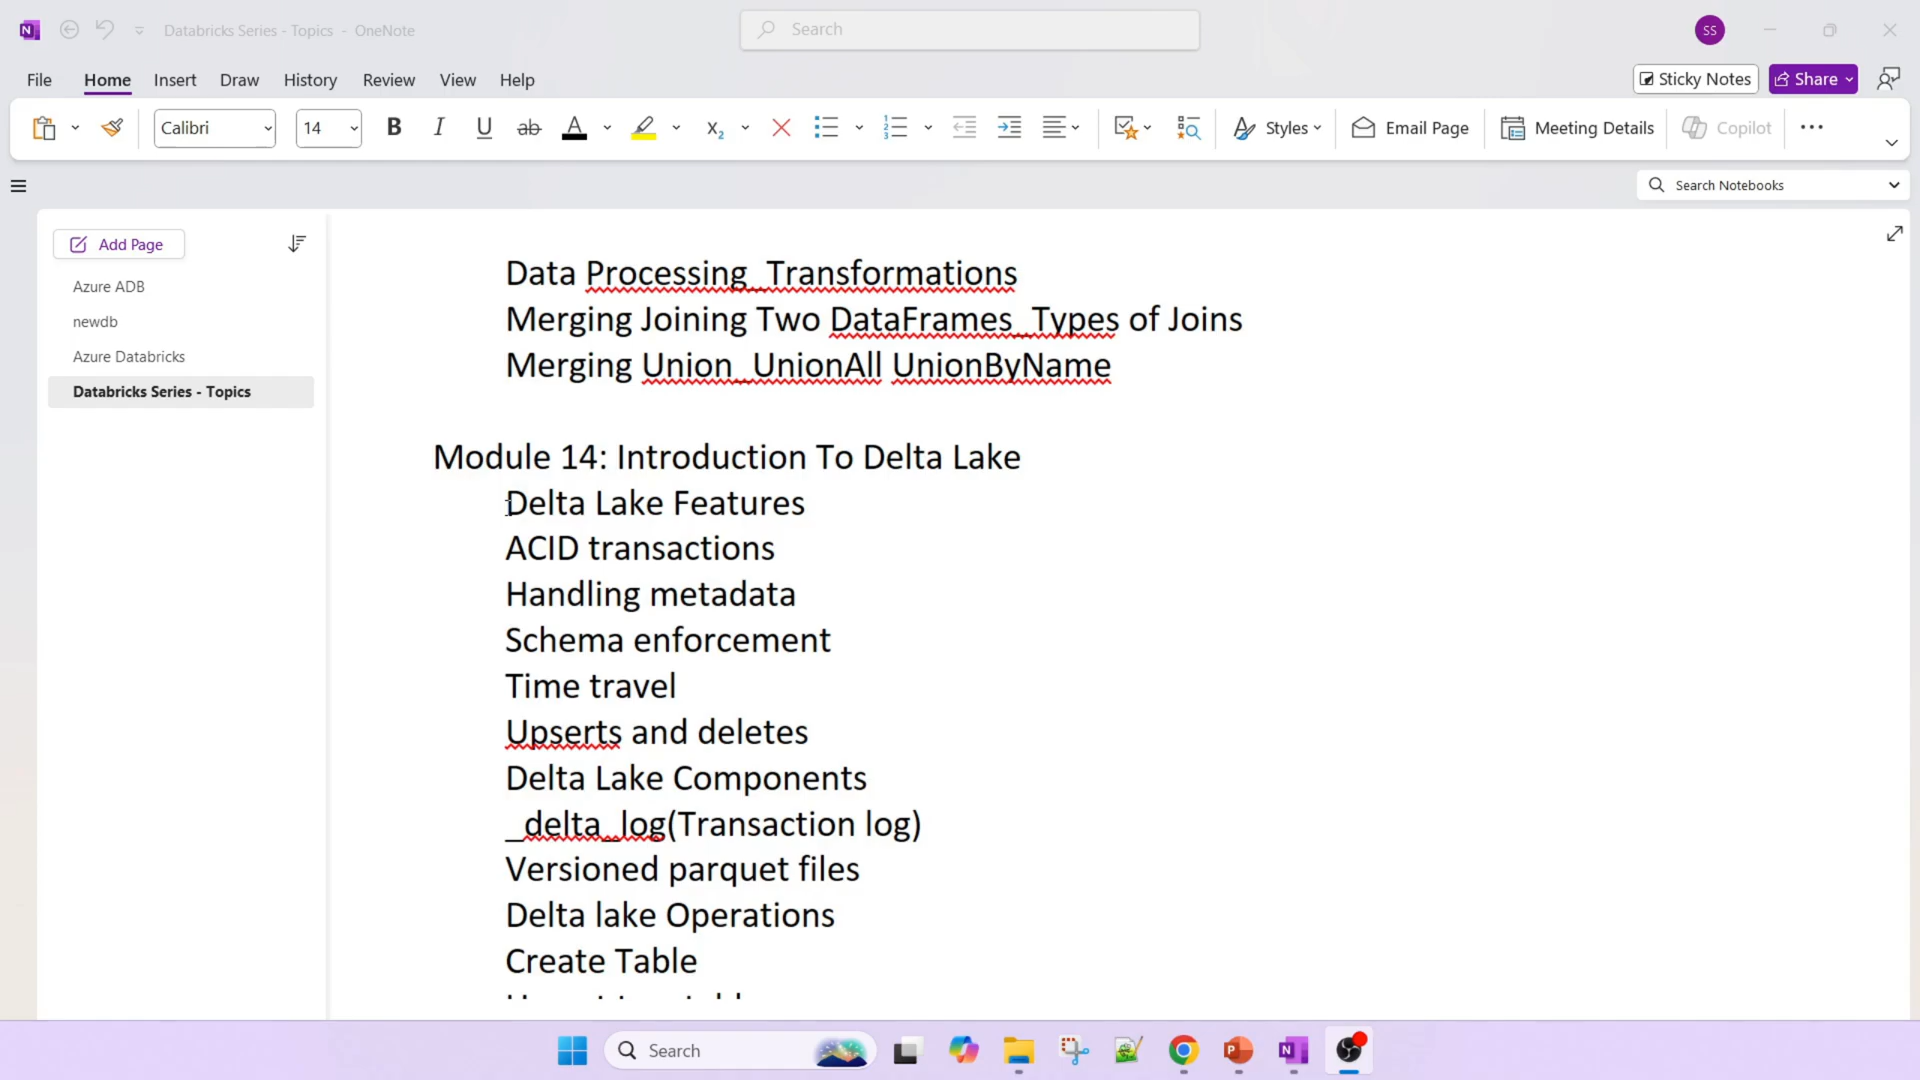 Databricks Series - Topics - OneNote
Search
SS
File Home Insert Draw History Review View Help
Sticky Notes
Share
Calibri
14
B I U ab A
X2
Styles
Email Page
Meeting Details
Copilot
Search Notebooks
Add Page
Azure ADB
newdb
Azure Databricks
Databricks Series - Topics
Data Processing_Transformations
Merging Joining Two DataFrames_Types of Joins
Merging Union_UnionAll UnionByName
Module 14: Introduction To Delta Lake
Delta Lake Features
ACID transactions
Handling metadata
Schema enforcement
Time travel
Upserts and deletes
Delta Lake Components
_delta_log(Transaction log)
Versioned parquet files
Delta lake Operations
Create Table
Search